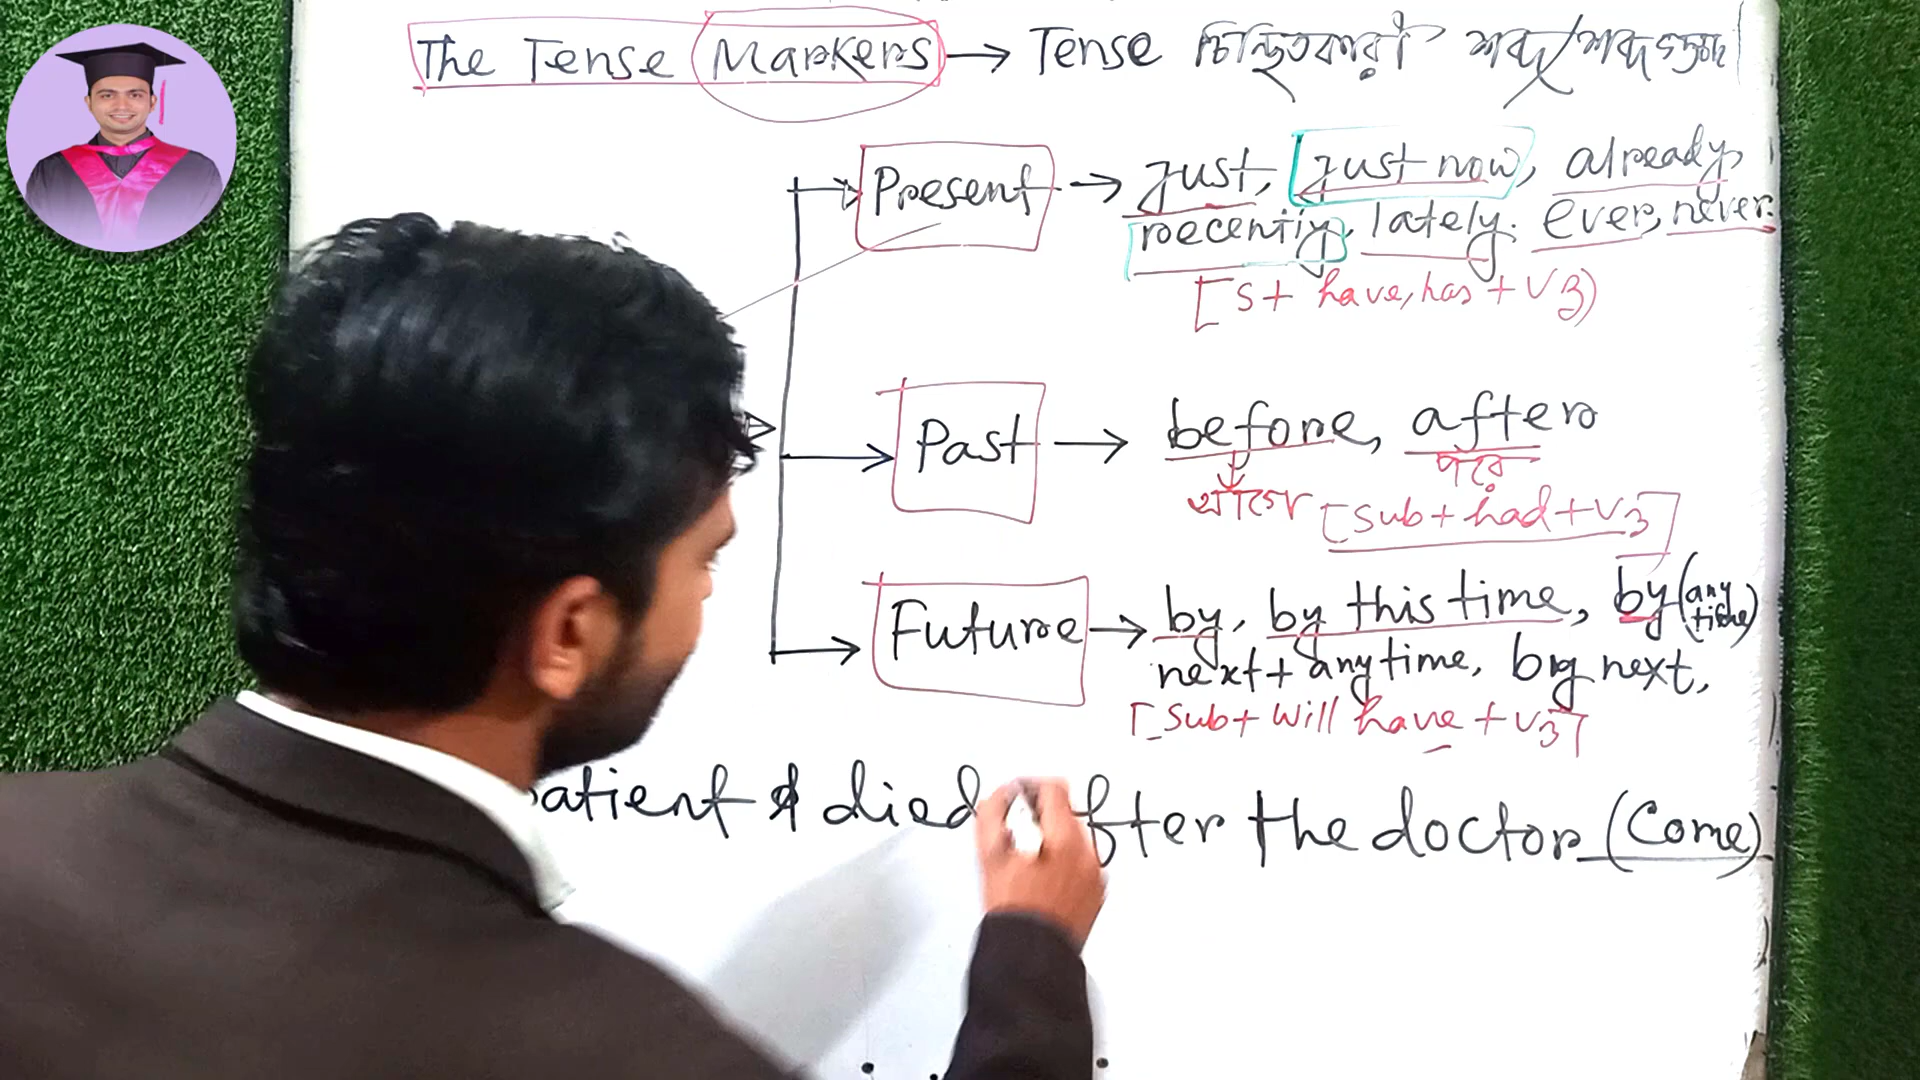 The Tense Markers → Tense চিহ্নিতকারী শব্দ/শব্দগুচ্ছ
Present → just, just now, already,
recently, lately. ever, never.
[S + have, has + V3)
Past → before, after
আগে পরে
[Sub + had + V3]
Future → by, by this time, by (any time)
next + any time, by next,
[Sub + will have + V3]
patient died after the doctor (Come)